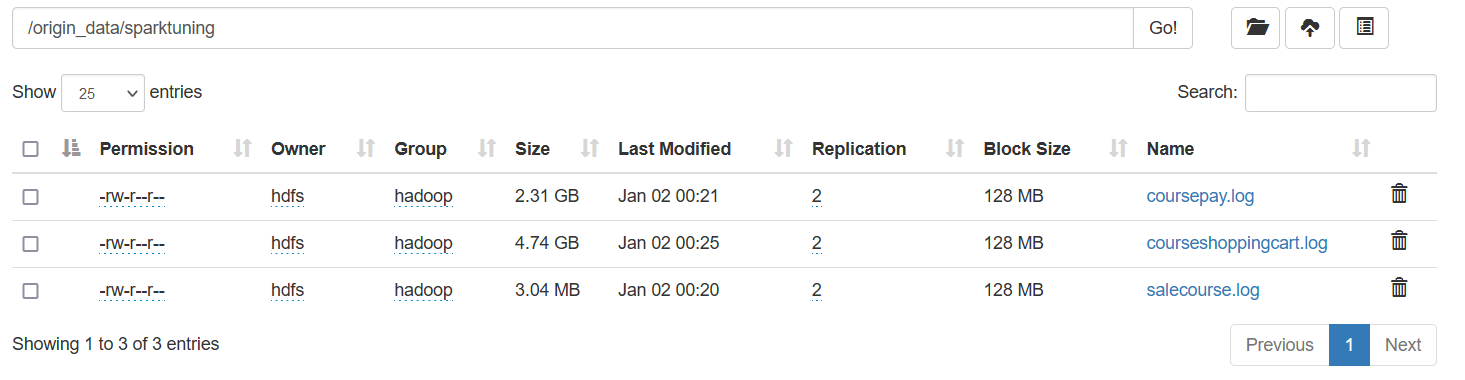 /origin_data/sparktuning Go!
Show 25 entries Search:
Permission Owner Group Size Last Modified Replication Block Size Name
-rw-r--r-- hdfs hadoop 2.31 GB Jan 02 00:21 2 128 MB coursepay.log
-rw-r--r-- hdfs hadoop 4.74 GB Jan 02 00:25 2 128 MB courseshoppingcart.log
-rw-r--r-- hdfs hadoop 3.04 MB Jan 02 00:20 2 128 MB salecourse.log
Showing 1 to 3 of 3 entries Previous 1 Next